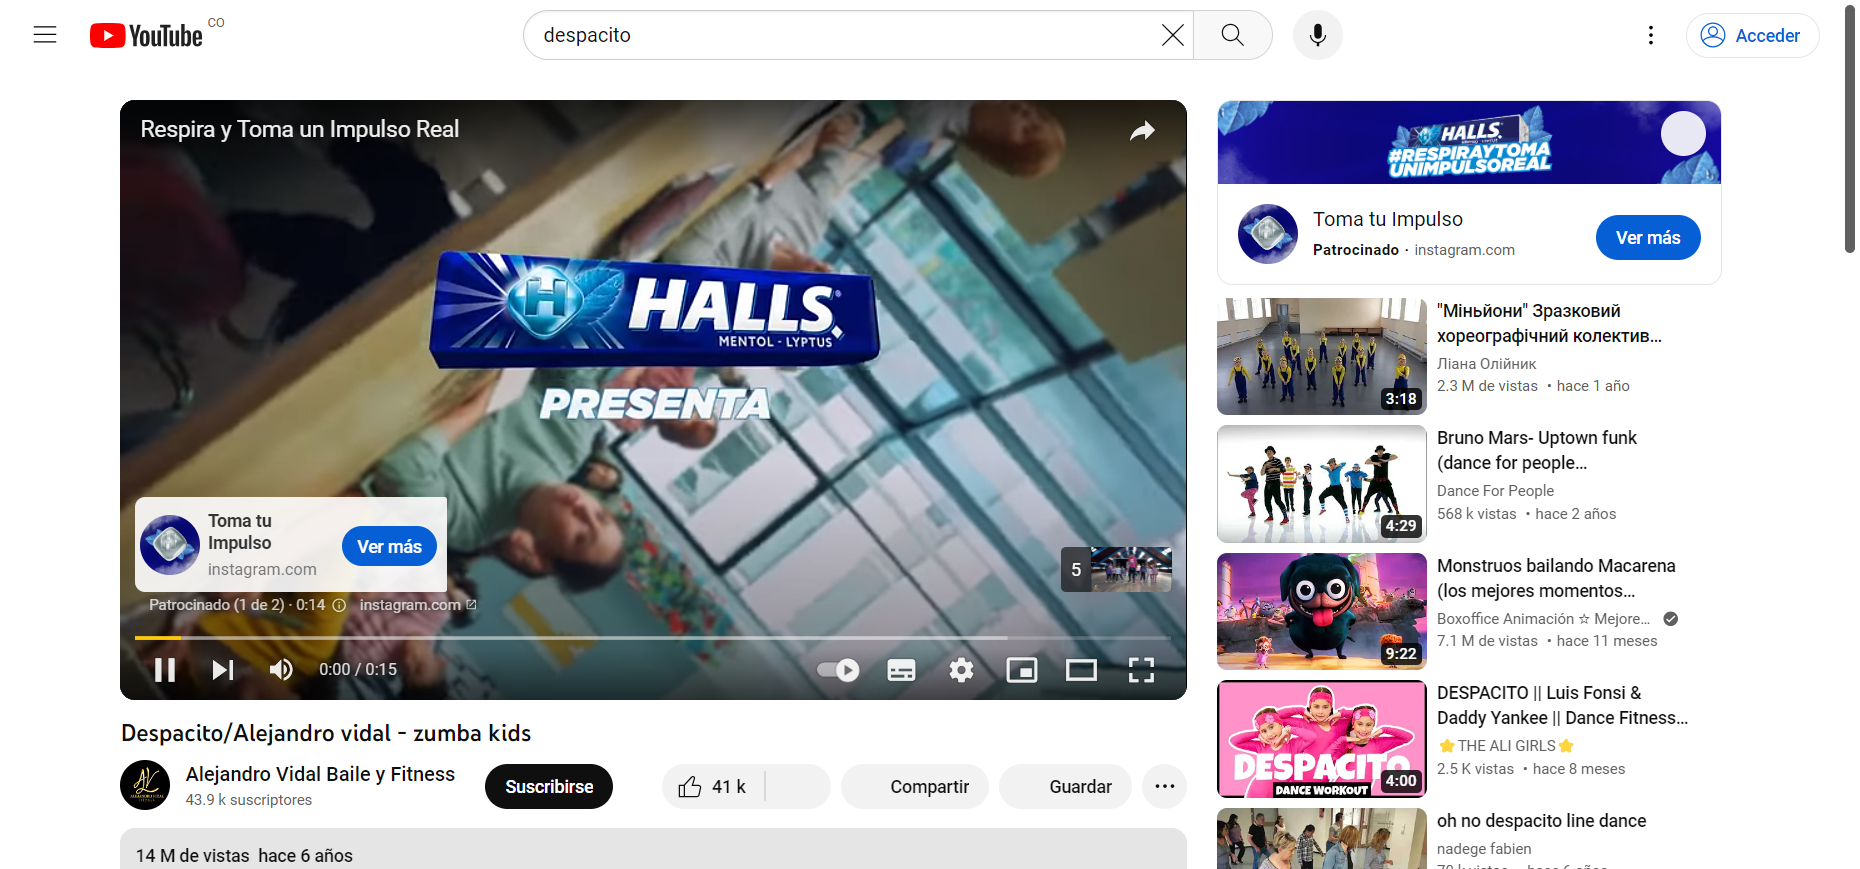 YouTube CO
despacito
Acceder
Respira y Toma un Impulso Real
H HALLS
MENTOL - LYPTUS
PRESENTA
Toma tu
Impulso
instagram.com
Ver más
5
Patrocinado (1 de 2) · 0:14 instagram.com
0:00 / 0:15
Despacito/Alejandro vidal - zumba kids
AL
Alejandro Vidal Baile y Fitness
43.9 k suscriptores
Suscribirse
41 k
Compartir
Guardar
14 M de vistas hace 6 años
HALLS
#RESPIRAYTOMA
UNIMPULSOREAL
Toma tu Impulso
Patrocinado · instagram.com
Ver más
3:18
"Міньйони" Зразковий
хореографічний колектив...
Ліана Олійник
2.3 M de vistas • hace 1 año
4:29
Bruno Mars- Uptown funk
(dance for people...
Dance For People
568 k vistas • hace 2 años
9:22
Monstruos bailando Macarena
(los mejores momentos...
Boxoffice Animación ☆ Mejore...
7.1 M de vistas • hace 11 meses
DESPACITO
DANCE WORKOUT
4:00
DESPACITO || Luis Fonsi &
Daddy Yankee || Dance Fitness...
⭐THE ALI GIRLS⭐
2.5 K vistas • hace 8 meses
oh no despacito line dance
nadege fabien